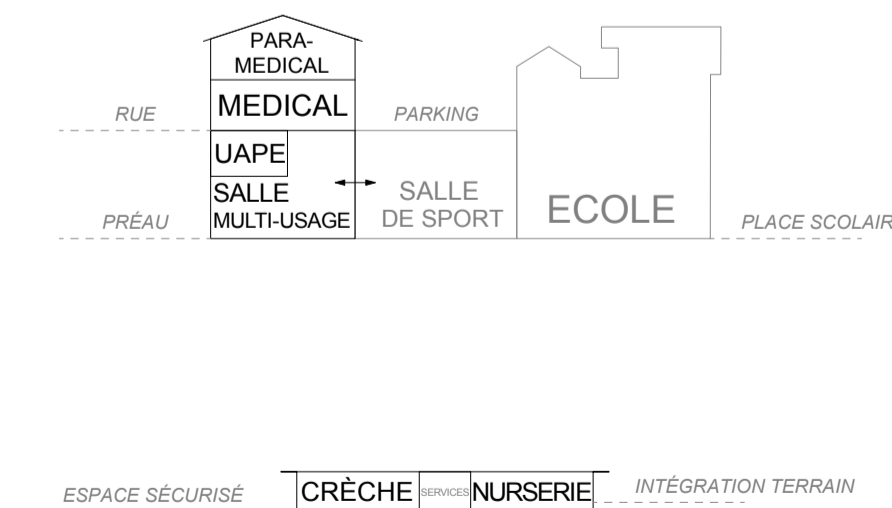 PARA-
MEDICAL
RUE
MEDICAL
PARKING
UAPE
SALLE
MULTI-USAGE
SALLE
DE SPORT
ECOLE
PRÉAU
PLACE SCOLAIR
ESPACE SÉCURISÉ
CRÈCHE
SERVICES
NURSERIE
INTÉGRATION TERRAIN